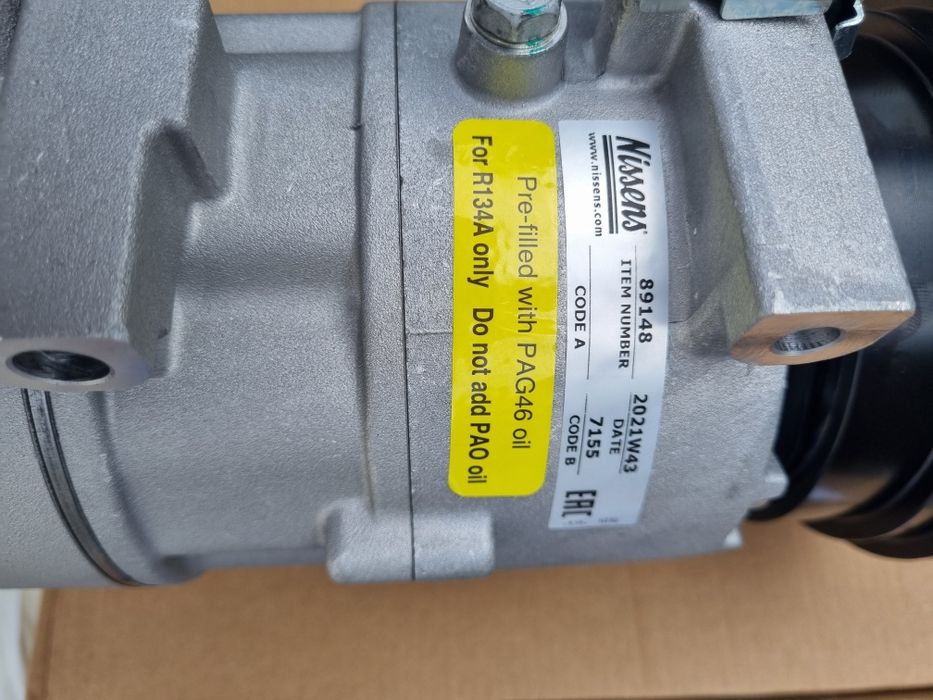 Pre-filled with PAG46 oil
For R134A only Do not add PAO oil
Nissens
www.nissens.com
89148
ITEM NUMBER
2021W43
DATE
CODE A
7155
CODE B
EAC